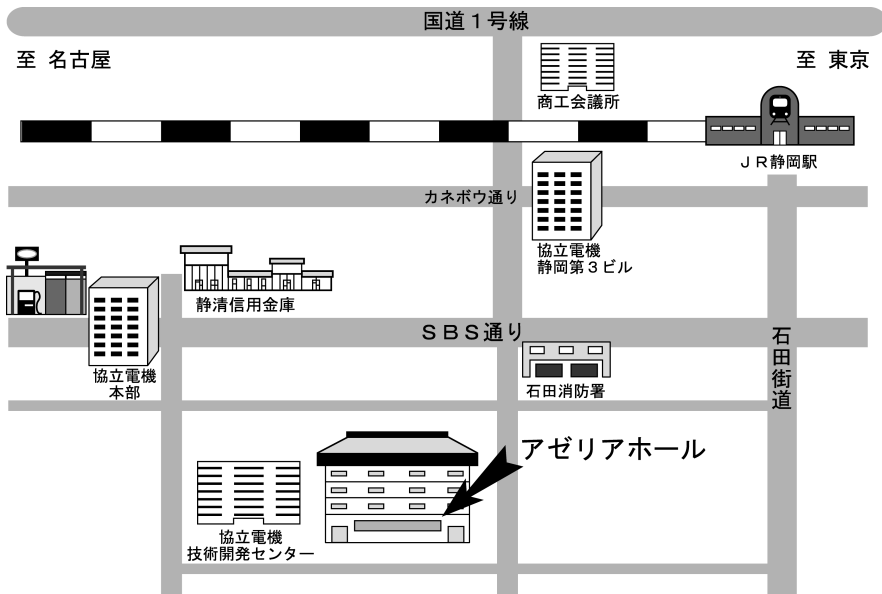 国道１号線
至 名古屋
至 東京
商工会議所
ＪＲ静岡駅
カネボウ通り
協立電機
静岡第３ビル
静清信用金庫
ＳＢＳ通り
石田街道
協立電機
本部
石田消防署
アゼリアホール
協立電機
技術開発センター